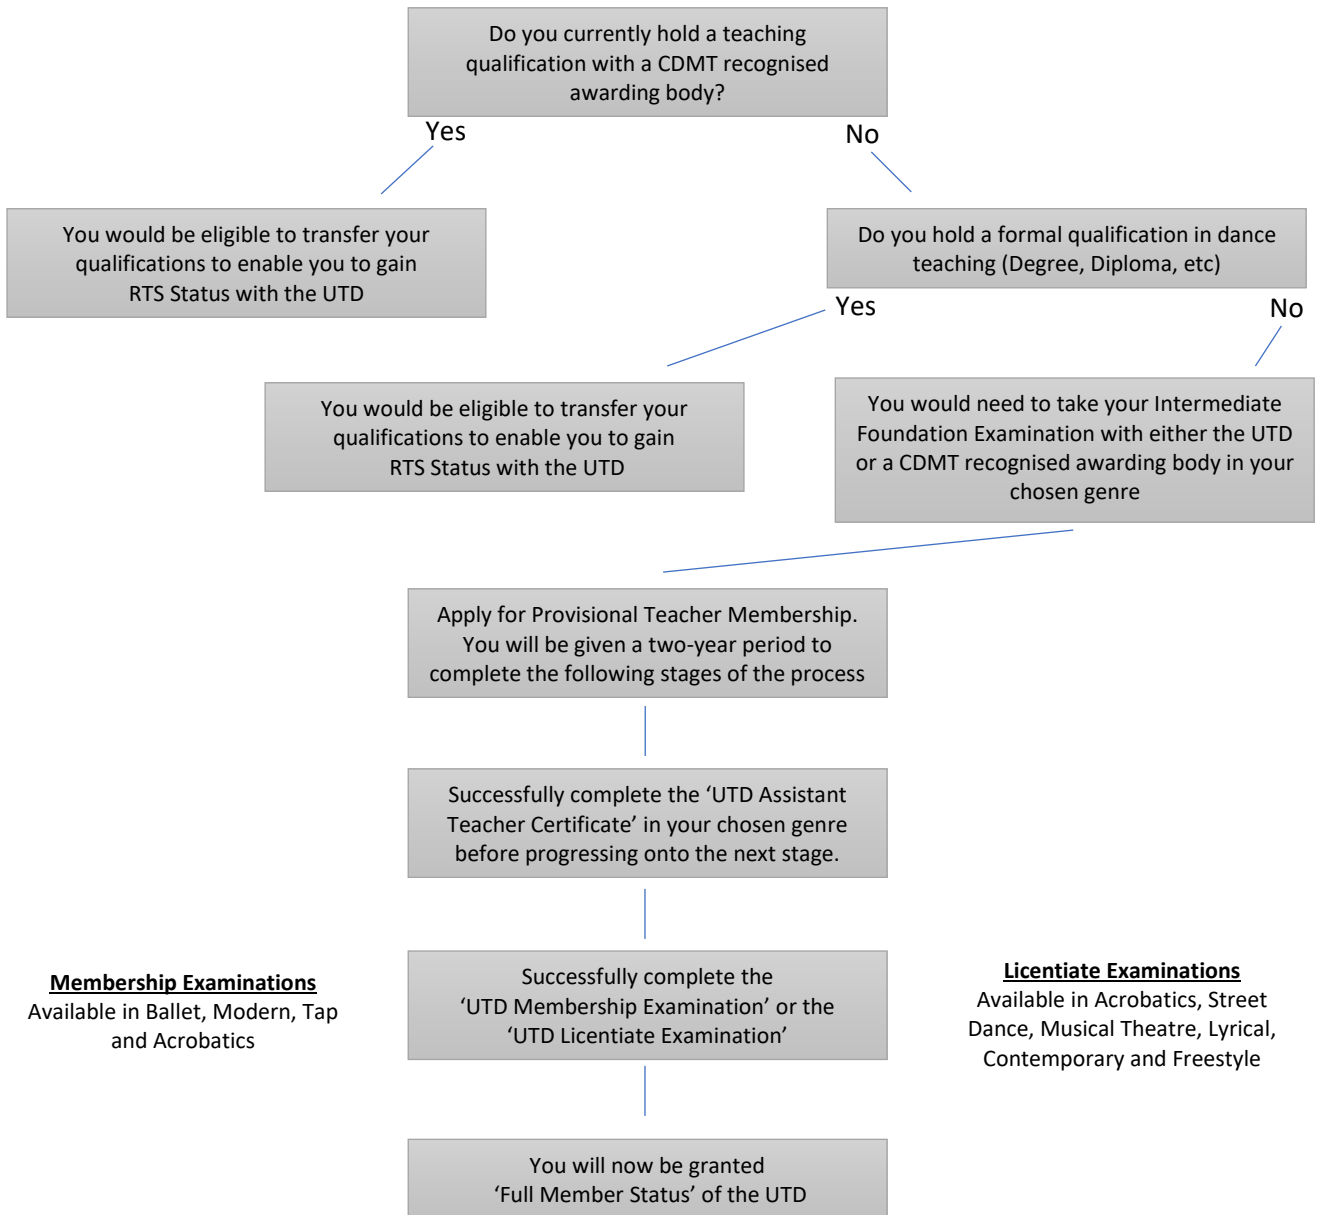 Do you currently hold a teaching
qualification with a CDMT recognised
awarding body?
Yes
No
You would be eligible to transfer your
qualifications to enable you to gain
RTS Status with the UTD
Do you hold a formal qualification in dance
teaching (Degree, Diploma, etc)
Yes
No
You would be eligible to transfer your
qualifications to enable you to gain
RTS Status with the UTD
You would need to take your Intermediate
Foundation Examination with either the UTD
or a CDMT recognised awarding body in your
chosen genre
Apply for Provisional Teacher Membership.
You will be given a two-year period to
complete the following stages of the process
Successfully complete the ‘UTD Assistant
Teacher Certificate’ in your chosen genre
before progressing onto the next stage.
Membership Examinations
Available in Ballet, Modern, Tap
and Acrobatics
Successfully complete the
‘UTD Membership Examination’ or the
‘UTD Licentiate Examination’
Licentiate Examinations
Available in Acrobatics, Street
Dance, Musical Theatre, Lyrical,
Contemporary and Freestyle
You will now be granted
‘Full Member Status’ of the UTD